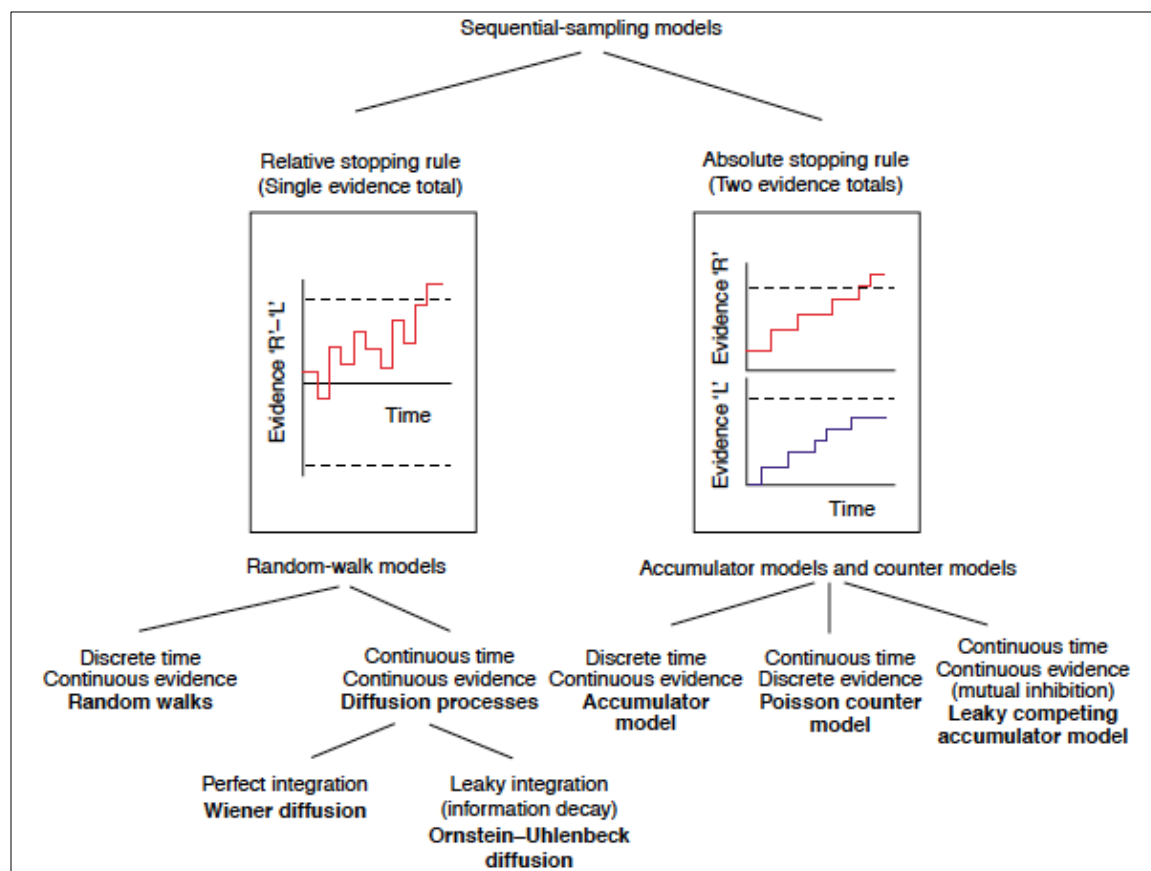 Sequential-sampling models
Relative stopping rule
(Single evidence total)
Absolute stopping rule
(Two evidence totals)
Evidence ‘R’–‘L’
Time
Evidence ‘R’
Evidence ‘L’
Time
Random-walk models
Accumulator models and counter models
Discrete time
Continuous evidence
Random walks
Continuous time
Continuous evidence
Diffusion processes
Discrete time
Continuous evidence
Accumulator
model
Continuous time
Discrete evidence
Poisson counter
model
Continuous time
Continuous evidence
(mutual inhibition)
Leaky competing
accumulator model
Perfect integration
Wiener diffusion
Leaky integration
(information decay)
Ornstein–Uhlenbeck
diffusion